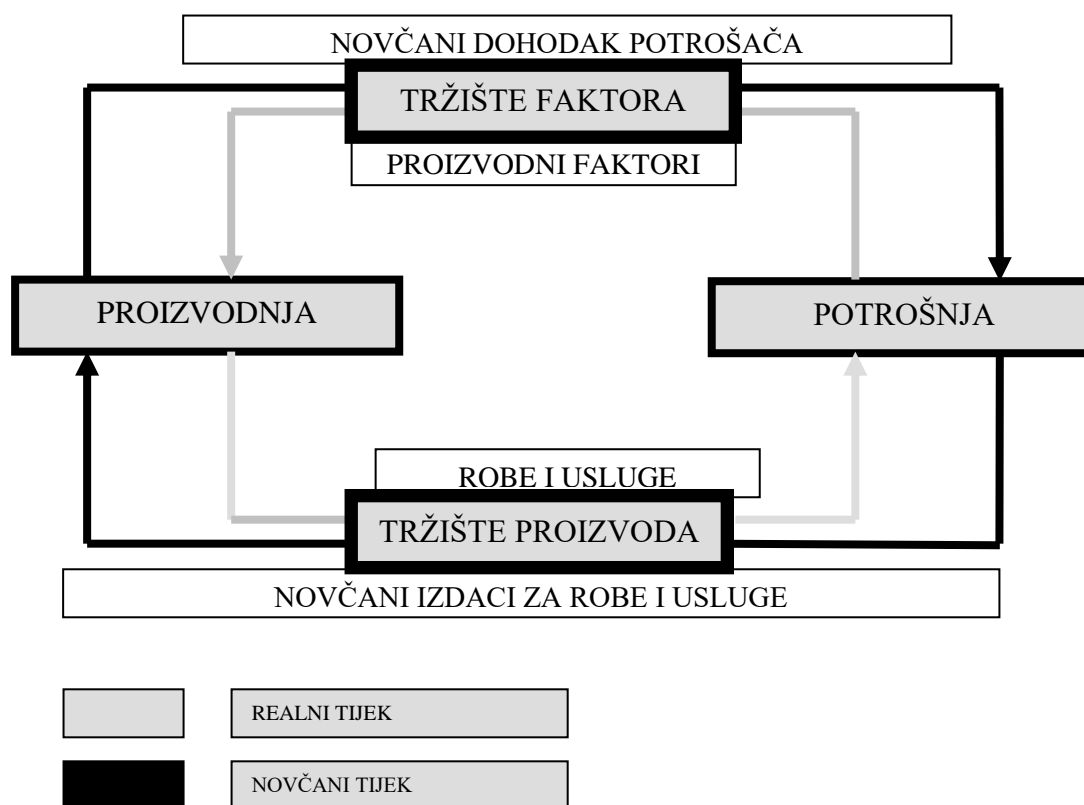 NOVČANI DOHODAK POTROŠAČA
TRŽIŠTE FAKTORA
PROIZVODNI FAKTORI
PROIZVODNJA
POTROŠNJA
ROBE I USLUGE
TRŽIŠTE PROIZVODA
NOVČANI IZDACI ZA ROBE I USLUGE
REALNI TIJEK
NOVČANI TIJEK